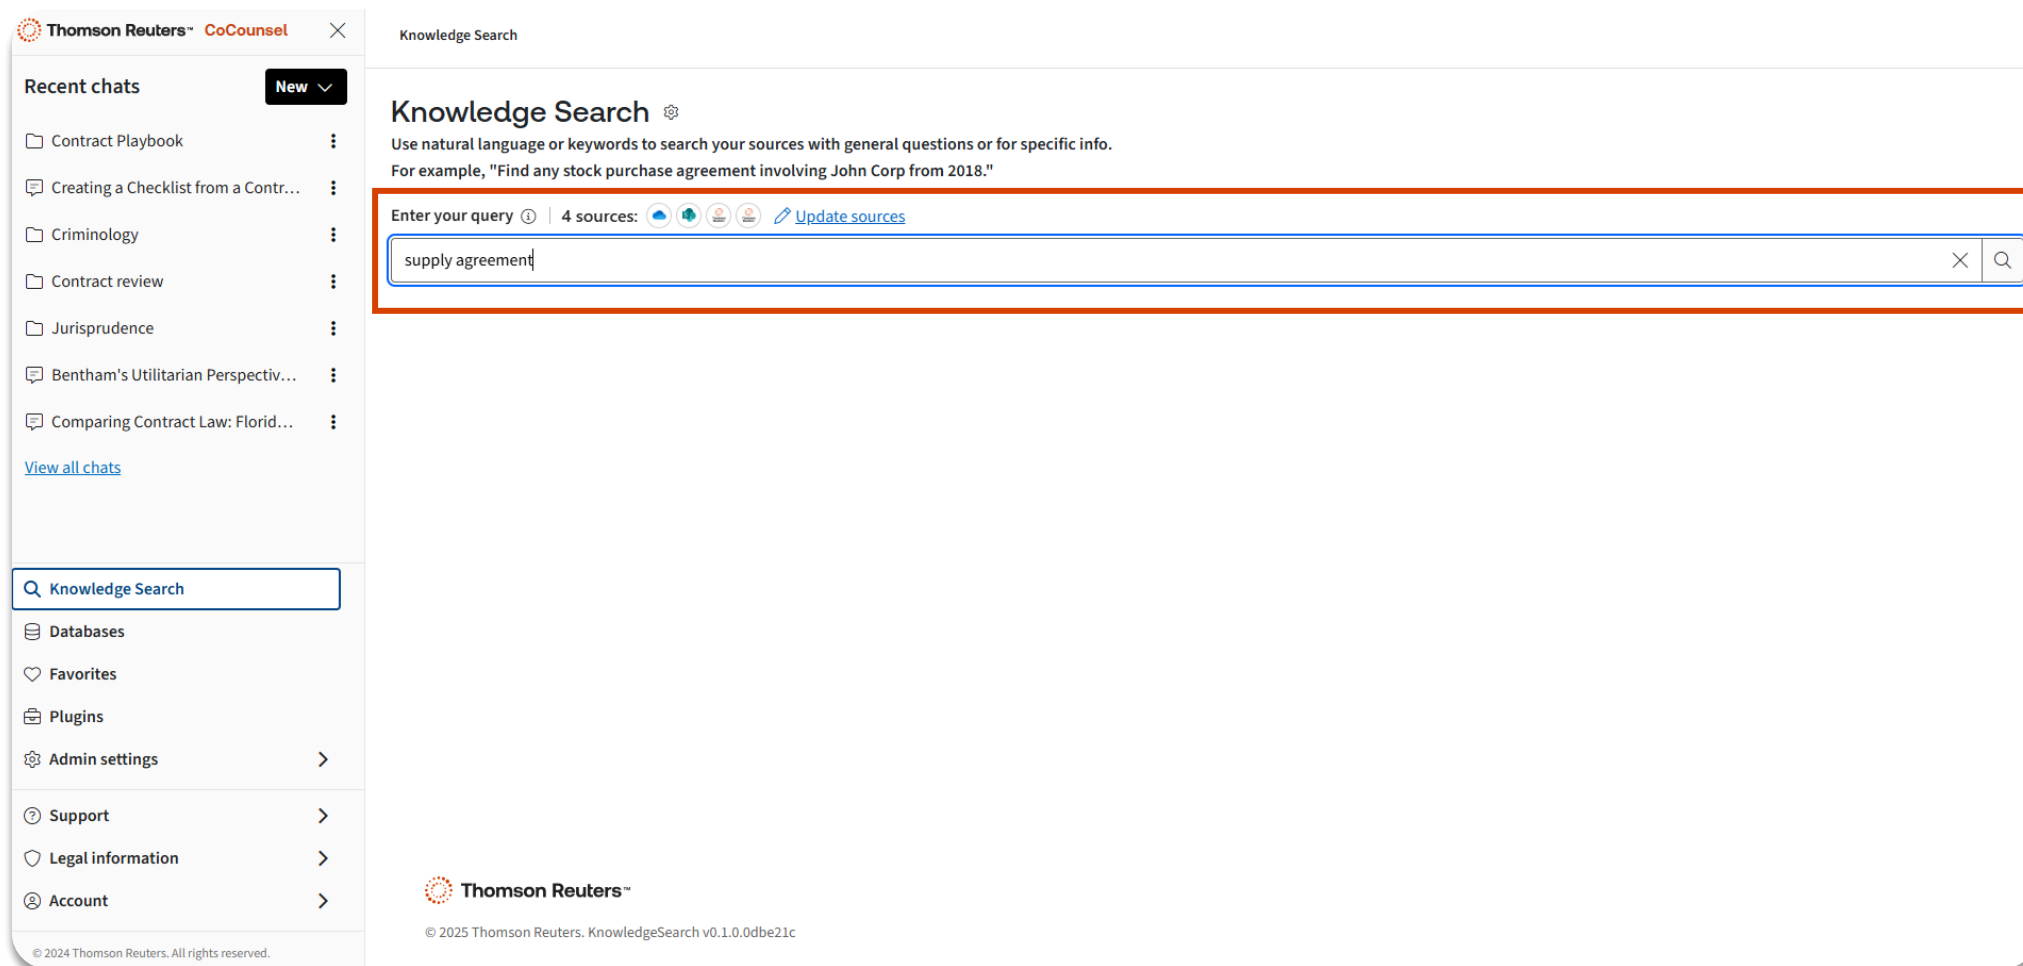 Thomson Reuters™ CoCounsel
Recent chats
New
Contract Playbook
Creating a Checklist from a Contr...
Criminology
Contract review
Jurisprudence
Bentham's Utilitarian Perspectiv...
Comparing Contract Law: Florid...
View all chats
Knowledge Search
Databases
Favorites
Plugins
Admin settings
Support
Legal information
Account
© 2024 Thomson Reuters. All rights reserved.
Knowledge Search
Knowledge Search
Use natural language or keywords to search your sources with general questions or for specific info.
For example, "Find any stock purchase agreement involving John Corp from 2018."
Enter your query | 4 sources: Update sources
supply agreement
Thomson Reuters™
© 2025 Thomson Reuters. KnowledgeSearch v0.1.0.0dbe21c